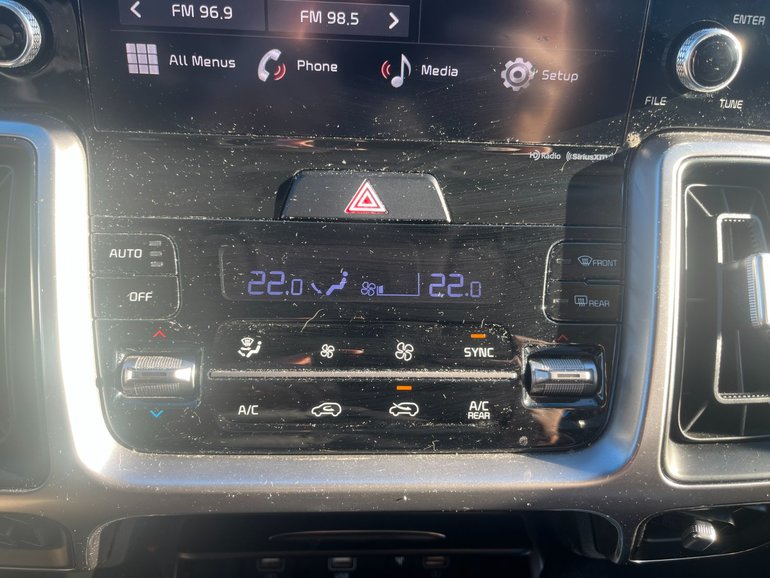 FM 96.9 FM 98.5
ENTER
All Menus Phone Media Setup
FILE TUNE
HD Radio SiriusXM
AUTO
OFF
22.0 22.0
FRONT
REAR
SYNC
A/C A/C REAR